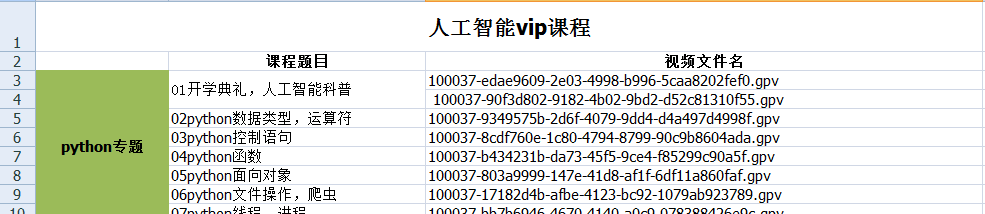 人工智能vip课程
1
2 课程题目 视频文件名
3 100037-edae9609-2e03-4998-b996-5caa8202fef0.gpv
01开学典礼，人工智能科普
4 100037-90f3d802-9182-4b02-9bd2-d52c81310f55.gpv
5 02python数据类型，运算符 100037-9349575b-2d6f-4079-9dd4-d4a497d4998f.gpv
6 03python控制语句 100037-8cdf760e-1c80-4794-8799-90c9b8604ada.gpv
python专题
7 04python函数 100037-b434231b-da73-45f5-9ce4-f85299c90a5f.gpv
8 05python面向对象 100037-803a9999-147e-41d8-af1f-6df11a860faf.gpv
9 06python文件操作，爬虫 100037-17182d4b-afbe-4123-bc92-1079ab923789.gpv
10 07python线程、进程